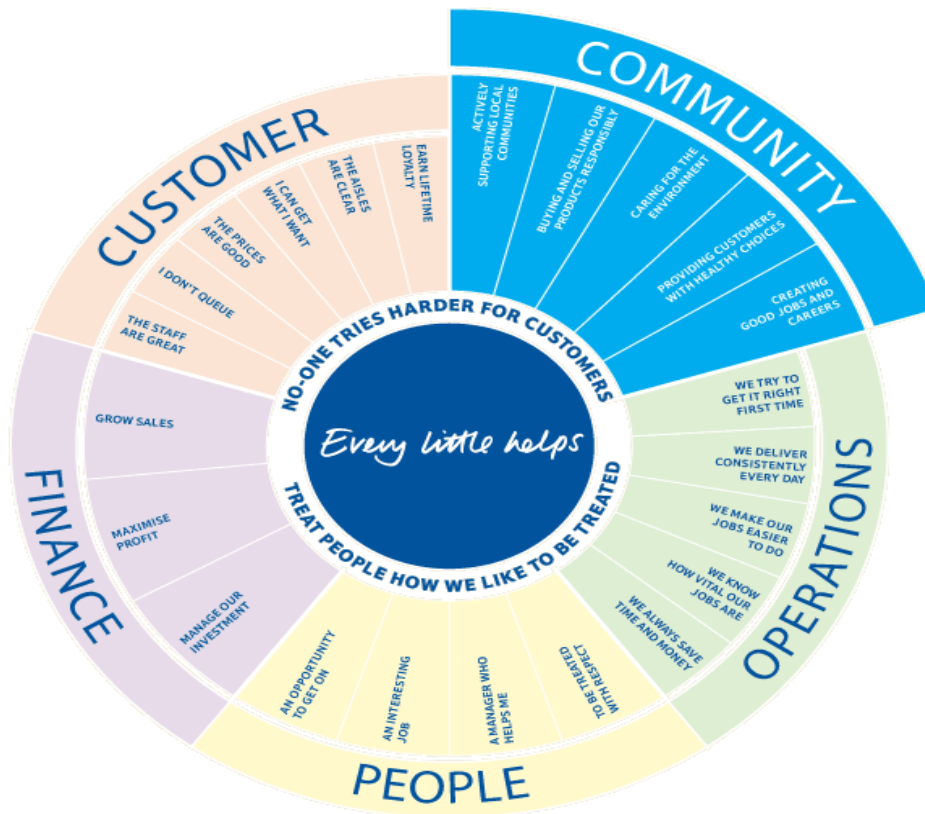 COMMUNITY
ACTIVELY
SUPPORTING LOCAL
COMMUNITIES
BUYING AND SELLING OUR
PRODUCTS RESPONSIBLY
CARING FOR THE
ENVIRONMENT
PROVIDING CUSTOMERS
WITH HEALTHY CHOICES
CREATING
GOOD JOBS AND
CAREERS
OPERATIONS
WE TRY TO
GET IT RIGHT
FIRST TIME
WE DELIVER
CONSISTENTLY
EVERY DAY
WE MAKE OUR
JOBS EASIER
TO DO
WE KNOW
HOW VITAL OUR
JOBS ARE
WE ALWAYS SAVE
TIME AND MONEY
PEOPLE
TO BE TREATED
WITH RESPECT
A MANAGER WHO
HELPS ME
AN INTERESTING
JOB
AN OPPORTUNITY
TO GET ON
FINANCE
MANAGE OUR
INVESTMENT
MAXIMISE
PROFIT
GROW SALES
CUSTOMER
THE STAFF
ARE GREAT
I DON'T QUEUE
THE PRICES
ARE GOOD
I CAN GET
WHAT I WANT
THE AISLES
ARE CLEAR
EARN LIFETIME
LOYALTY
NO-ONE TRIES HARDER FOR CUSTOMERS
Every little helps
TREAT PEOPLE HOW WE LIKE TO BE TREATED